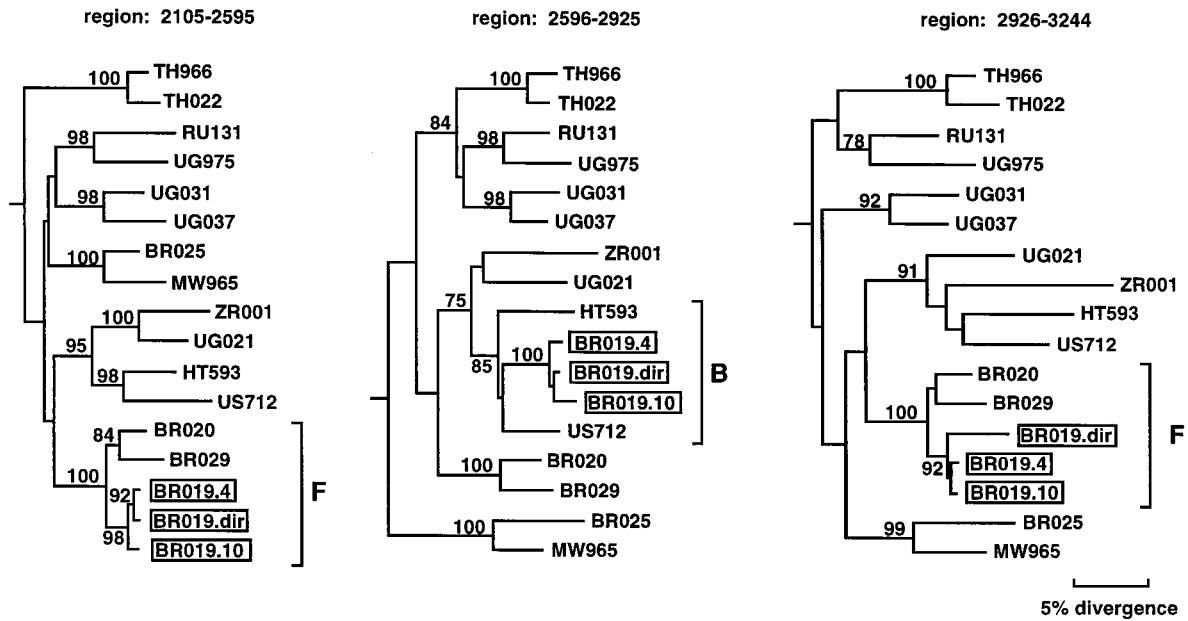 region: 2105-2595
100
TH966
TH022
98
RU131
UG975
98
UG031
UG037
100
BR025
MW965
95
100
ZR001
UG021
98
HT593
US712
100
84
BR020
BR029
92
98
BR019.4
BR019.dir
BR019.10
F
region: 2596-2925
84
100
TH966
TH022
98
RU131
UG975
98
UG031
UG037
75
ZR001
UG021
85
HT593
100
BR019.4
BR019.dir
BR019.10
US712
B
100
BR020
BR029
100
BR025
MW965
region: 2926-3244
100
TH966
TH022
78
RU131
UG975
92
UG031
UG037
91
UG021
ZR001
HT593
US712
100
BR020
BR029
92
BR019.dir
BR019.4
BR019.10
F
99
BR025
MW965
5% divergence